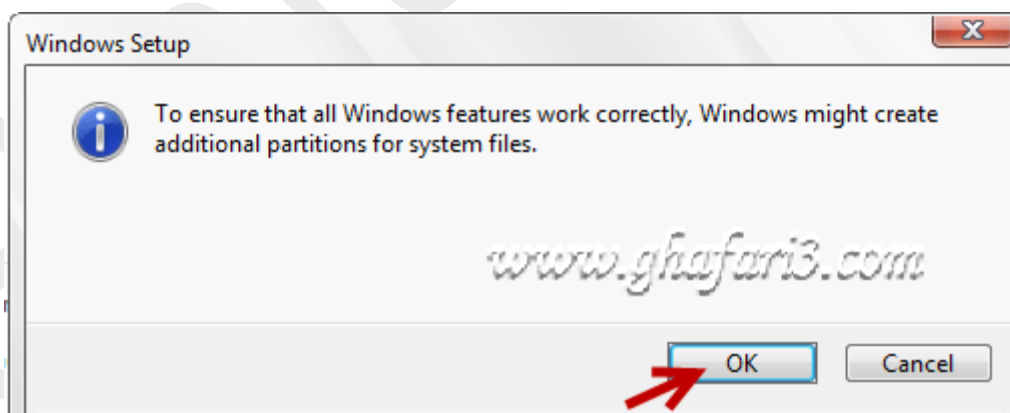 Windows Setup
To ensure that all Windows features work correctly, Windows might create
additional partitions for system files.
www.ghafari3.com
OK
Cancel